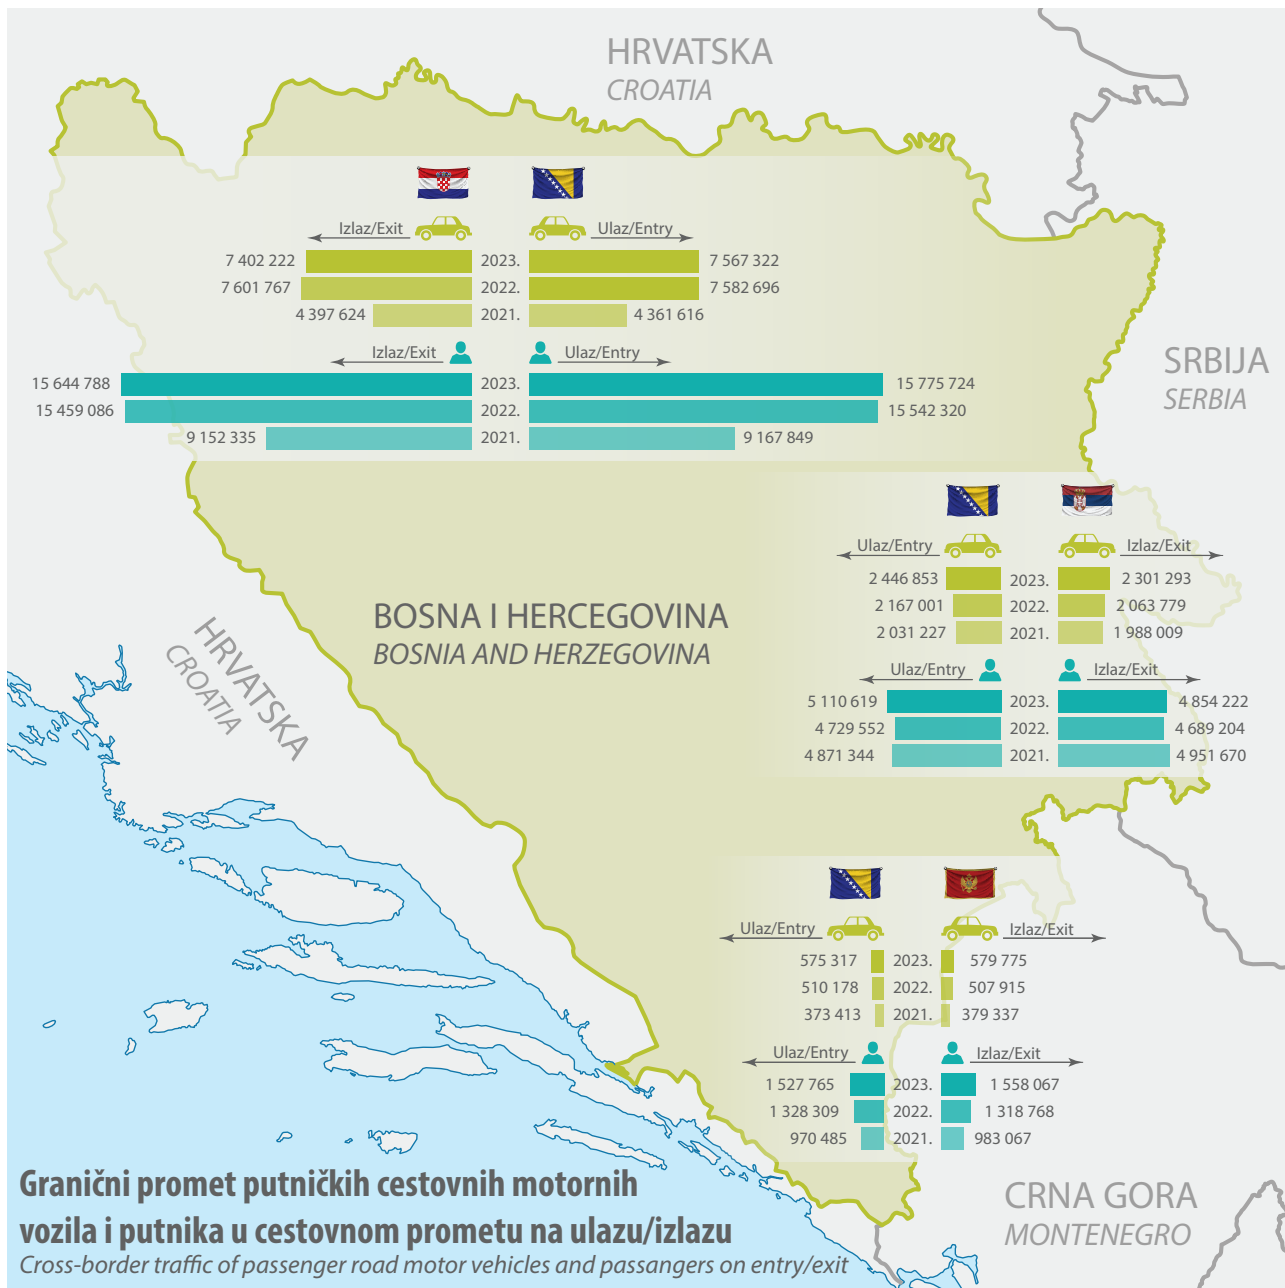 HRVATSKA
CROATIA
Izlaz/Exit Ulaz/Entry
7 402 222 2023. 7 567 322
7 601 767 2022. 7 582 696
4 397 624 2021. 4 361 616
Izlaz/Exit Ulaz/Entry
15 644 788 2023. 15 775 724
15 459 086 2022. 15 542 320
9 152 335 2021. 9 167 849
SRBIJA
SERBIA
Ulaz/Entry Izlaz/Exit
2 446 853 2023. 2 301 293
2 167 001 2022. 2 063 779
2 031 227 2021. 1 988 009
Ulaz/Entry Izlaz/Exit
5 110 619 2023. 4 854 222
4 729 552 2022. 4 689 204
4 871 344 2021. 4 951 670
BOSNA I HERCEGOVINA
BOSNIA AND HERZEGOVINA
HRVATSKA
CROATIA
Ulaz/Entry Izlaz/Exit
575 317 2023. 579 775
510 178 2022. 507 915
373 413 2021. 379 337
Ulaz/Entry Izlaz/Exit
1 527 765 2023. 1 558 067
1 328 309 2022. 1 318 768
970 485 2021. 983 067
CRNA GORA
MONTENEGRO
Granični promet putničkih cestovnih motornih
vozila i putnika u cestovnom prometu na ulazu/izlazu
Cross-border traffic of passenger road motor vehicles and passangers on entry/exit